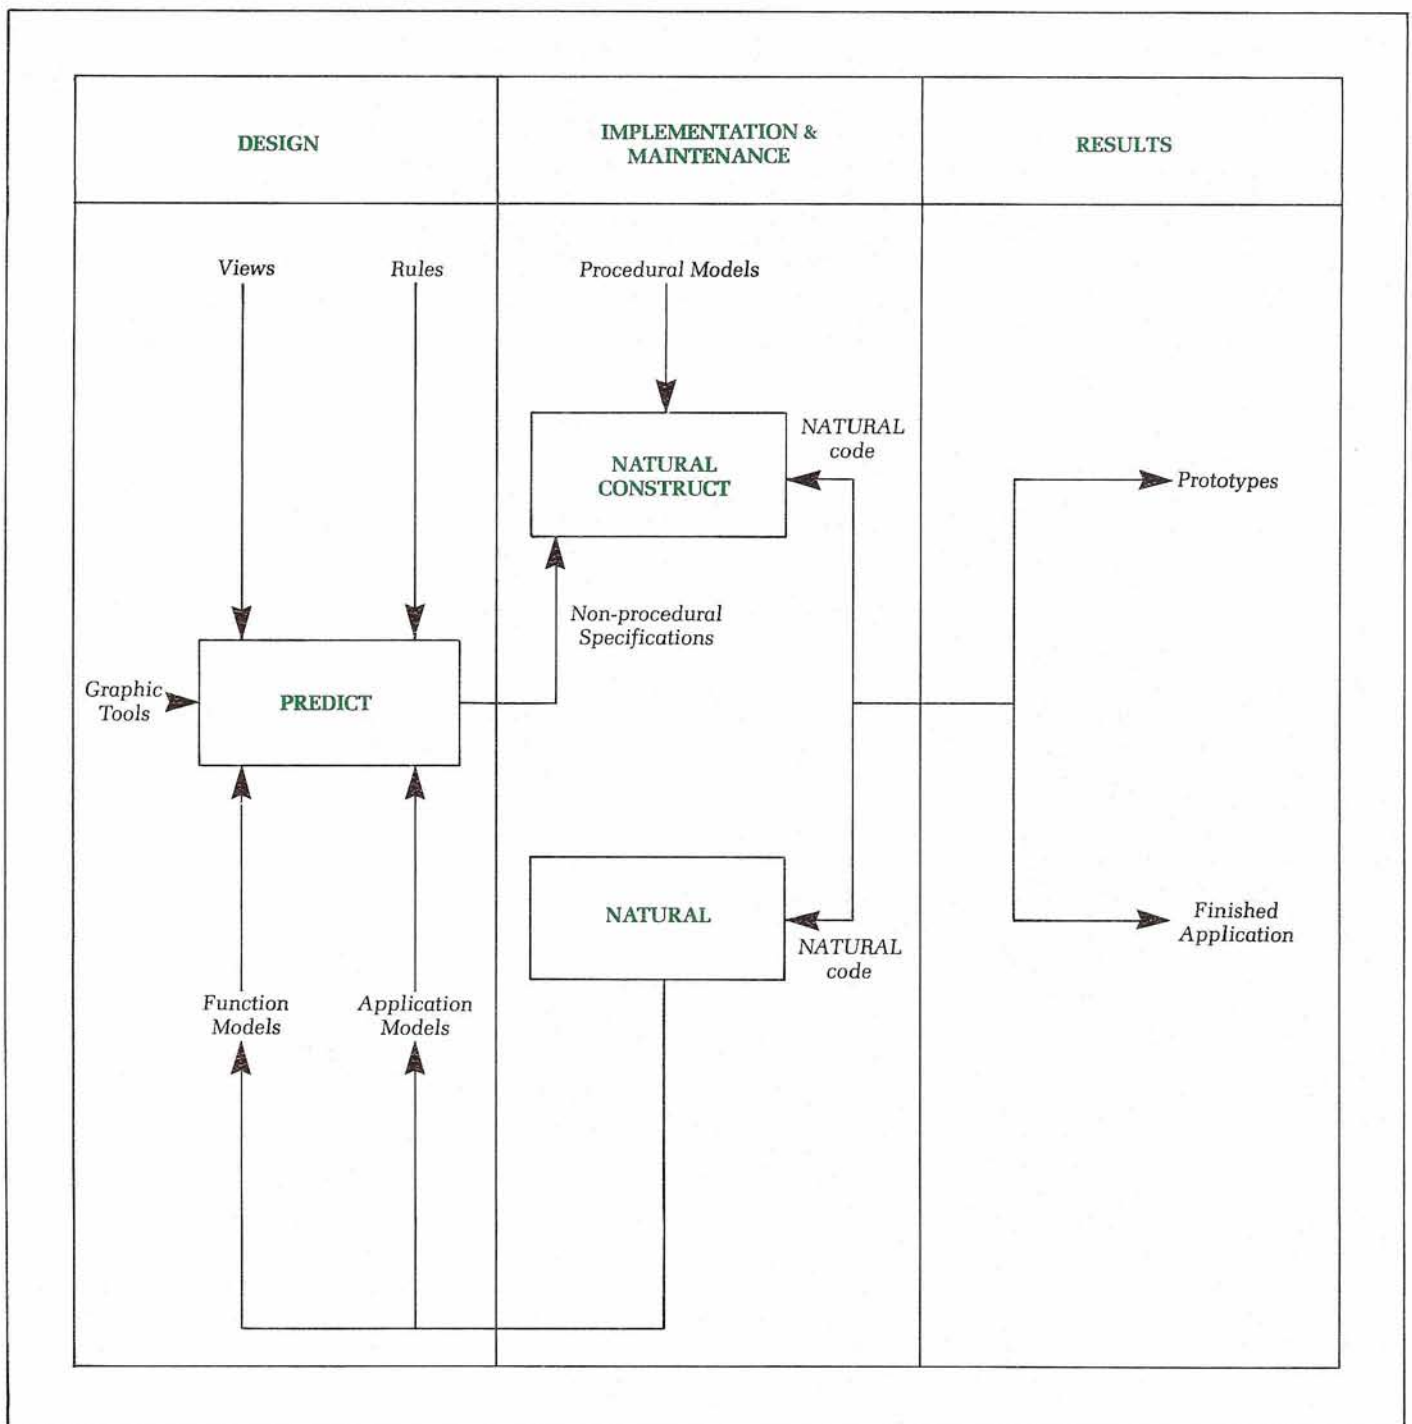 DESIGN
IMPLEMENTATION &
MAINTENANCE
RESULTS
Views
Rules
Procedural Models
NATURAL
CONSTRUCT
NATURAL
code
Prototypes
Non-procedural
Specifications
Graphic
Tools
PREDICT
NATURAL
NATURAL
code
Finished
Application
Function
Models
Application
Models